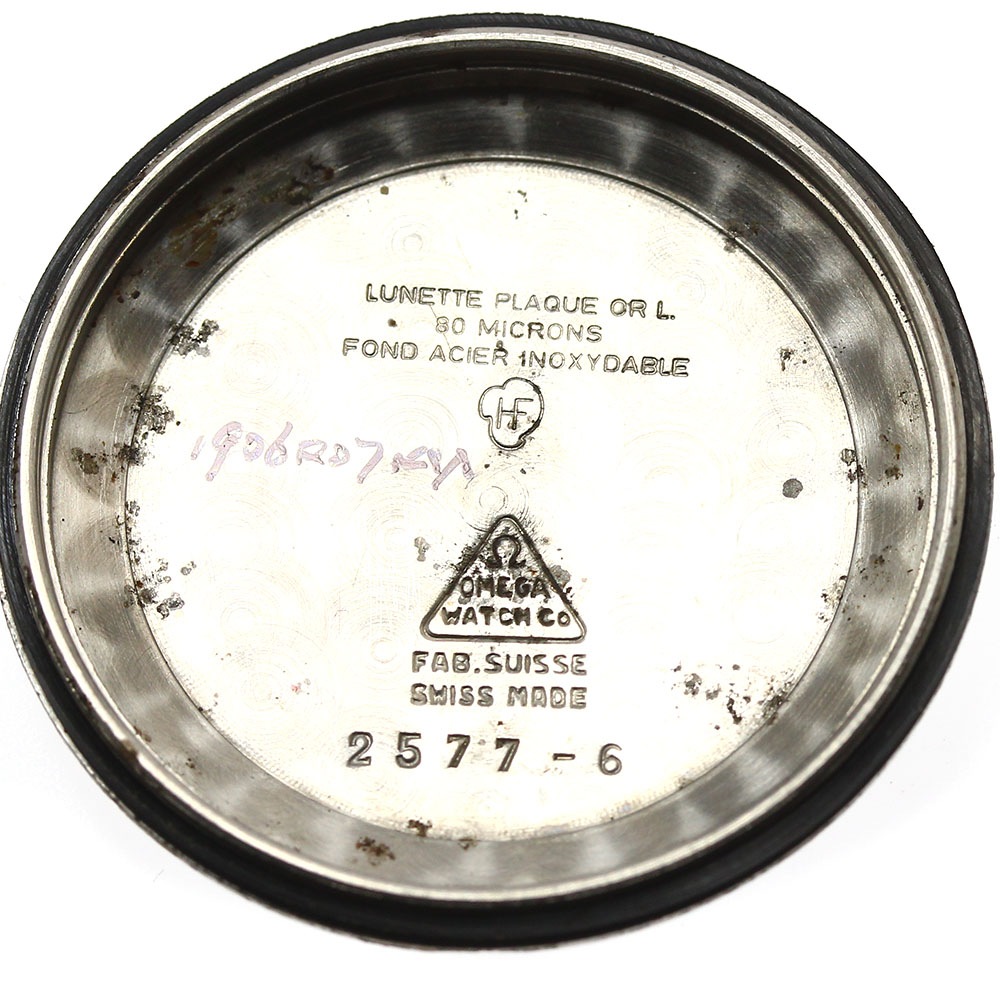 LUNETTE PLAQUE OR L.
80 MICRONS
FOND ACIER INOXYDABLE
HF
Ω
OMEGA
WATCH Co
FAB. SUISSE
SWISS MADE
2577-6